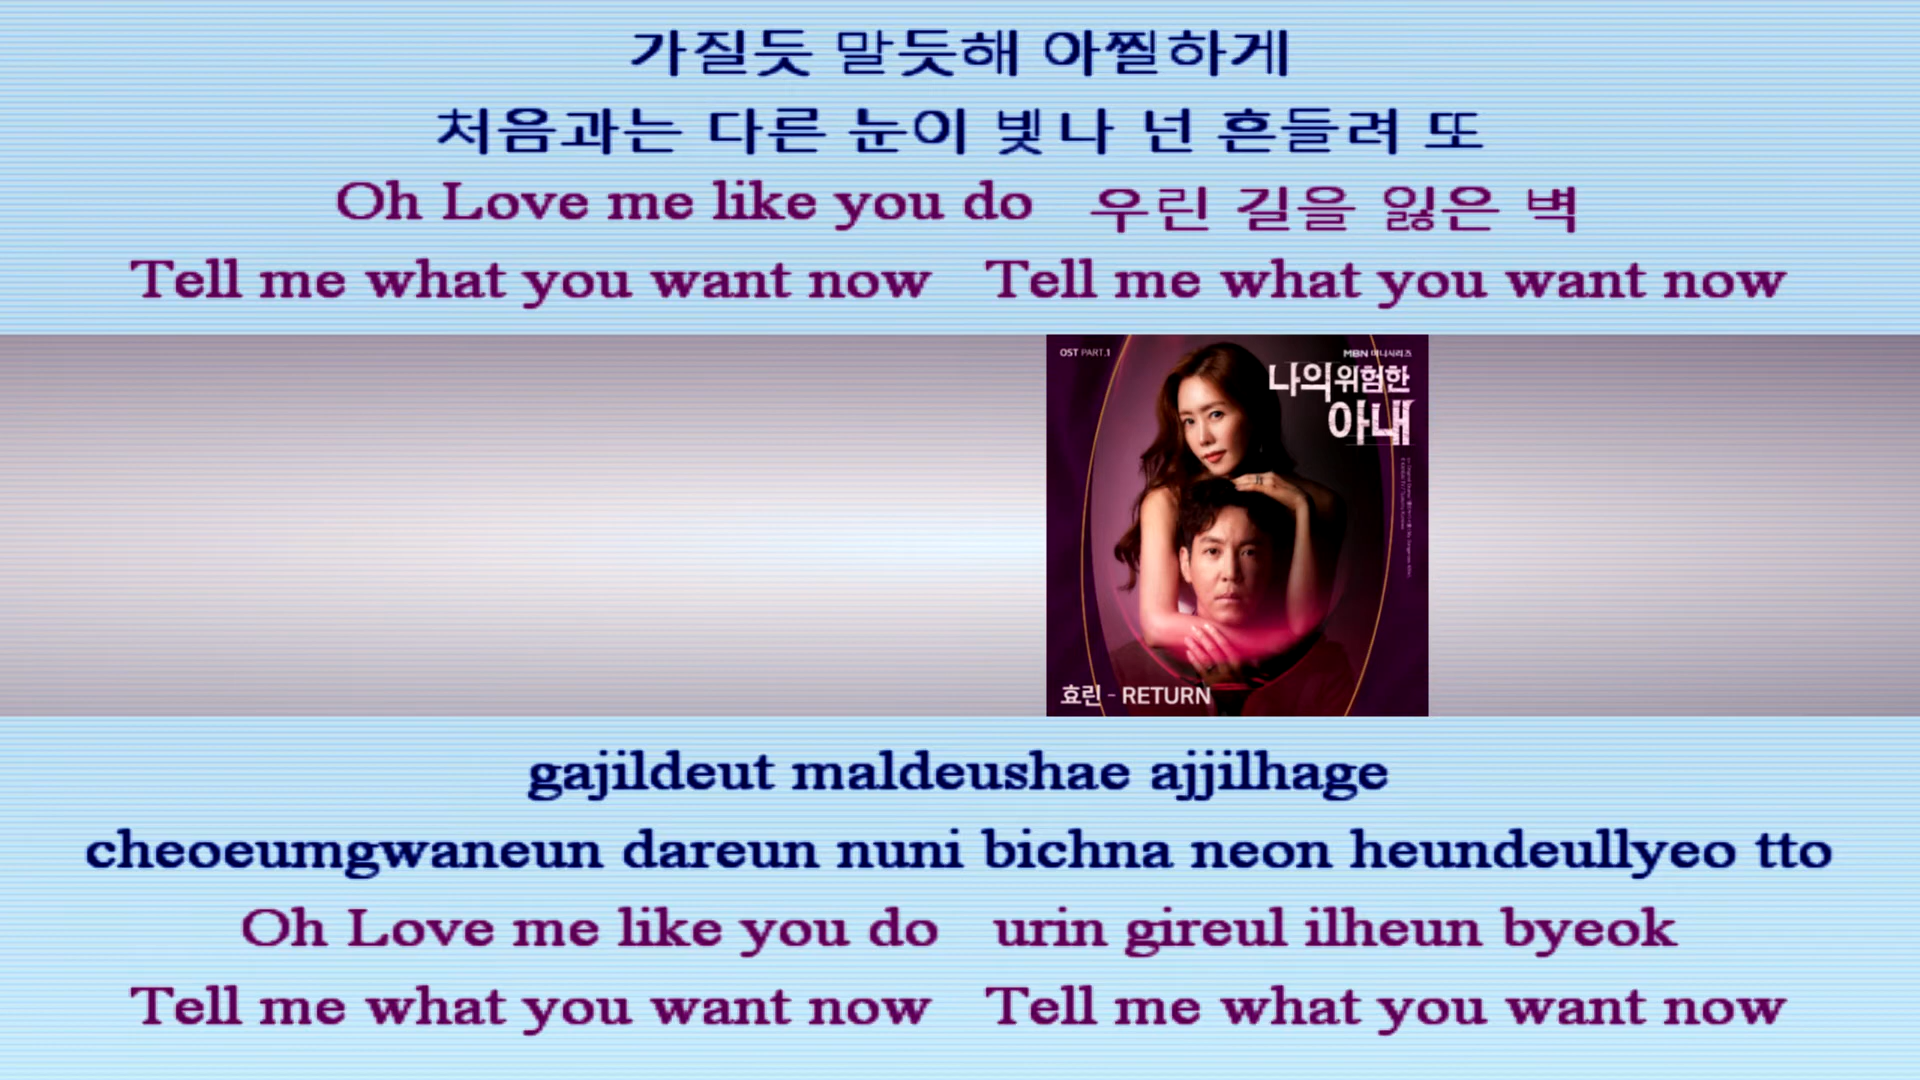 가질듯 말듯해 아찔하게
처음과는 다른 눈이 빛나 넌 흔들려 또
Oh Love me like you do 우린 길을 잃은 벽
Tell me what you want now Tell me what you want now
OST PART.1
MBN 미니시리즈
나의 위험한
아내
효린 - RETURN
gajildeut maldeushae ajjilhage
cheoeumgwaneun dareun nuni bichna neon heundeullyeo tto
Oh Love me like you do urin gireul ilheun byeok
Tell me what you want now Tell me what you want now